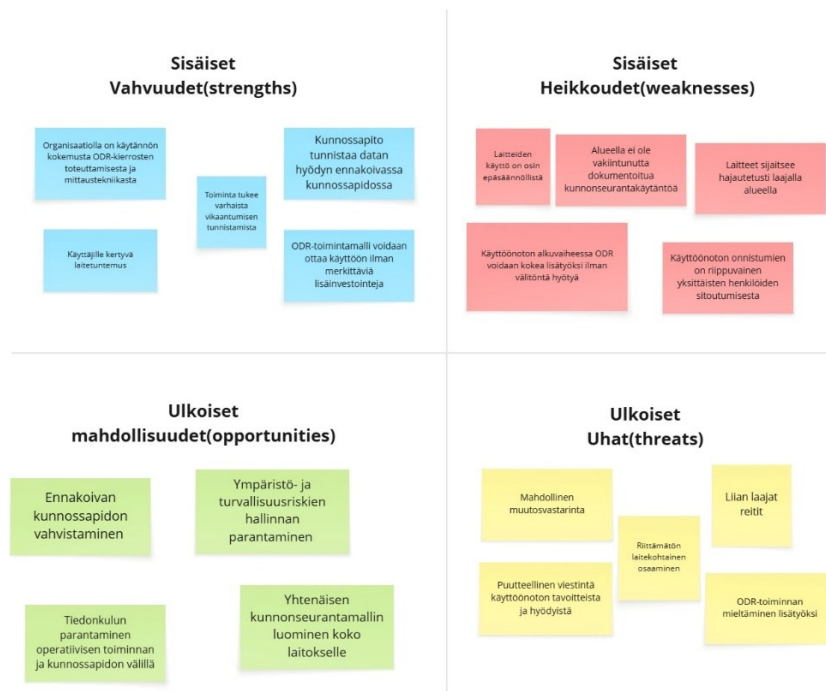 Sisäiset
Vahvuudet(strengths)
Organisaatiolla on käytännön
kokemusta ODR-kierrosten
toteuttamisesta ja
mittaustekniikasta
Toiminta tukee
varhaista
vikaantumisen
tunnistamista
Kunnossapito
tunnistaa datan
hyödyn ennakoivassa
kunnossapidossa
Käyttäjille kertyvä
laitetuntemus
ODR-toimintamalli voidaan
ottaa käyttöön ilman
merkittäviä
lisäinvestointeja
Sisäiset
Heikkoudet(weaknesses)
Laitteiden
käyttö on osin
epäsäännöllistä
Alueella ei ole
vakiintunutta
dokumentoitua
kunnonseurantakäytäntöä
Laitteet sijaitsee
hajautetusti laajalla
alueella
Käyttöönoton alkuvaiheessa ODR
voidaan kokea lisätyöksi ilman
välitöntä hyötyä
Käyttöönoton onnistumien
on riippuvainen
yksittäisten henkilöiden
sitoutumisesta
Ulkoiset
mahdollisuudet(opportunities)
Ennakoivan
kunnossapidon
vahvistaminen
Ympäristö- ja
turvallisuusriskien
hallinnan
parantaminen
Tiedonkulun
parantaminen
operatiivisen toiminnan
ja kunnossapidon välillä
Yhtenäisen
kunnonseurantamallin
luominen koko
laitokselle
Ulkoiset
Uhat(threats)
Mahdollinen
muutosvastarinta
Riittämätön
laitekohtainen
osaaminen
Liian laajat
reitit
Puutteellinen viestintä
käyttöönoton tavoitteista
ja hyödyistä
ODR-toiminnan
mieltäminen lisätyöksi